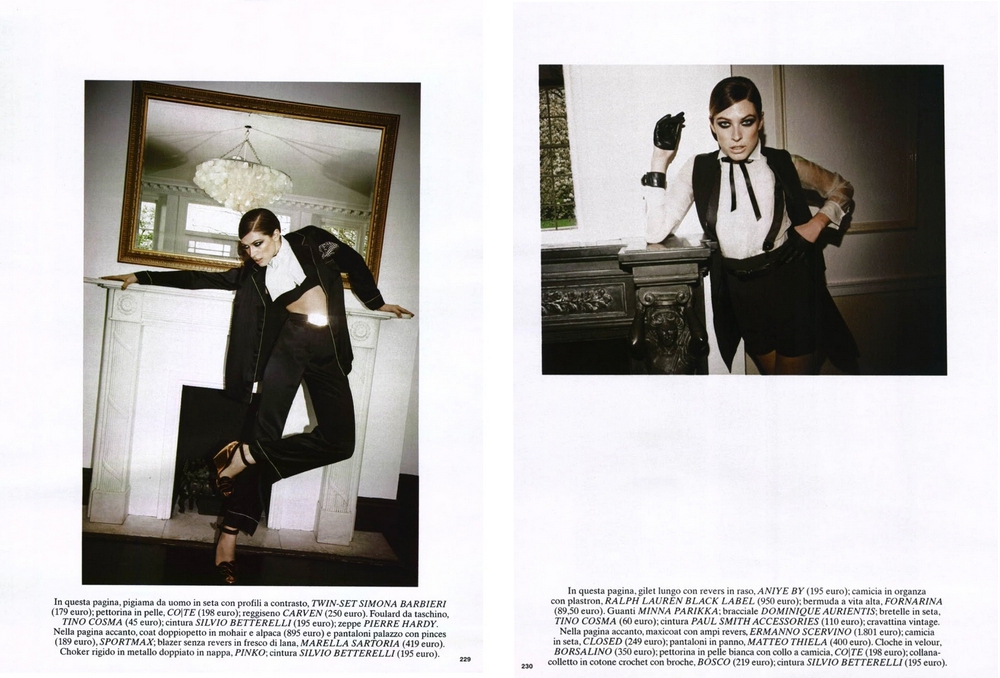 In questa pagina, pigiama da uomo in seta con profili a contrasto, TWIN-SET SIMONA BARBIERI
(179 euro); pettorina in pelle, CO|TE (198 euro); reggiseno CARVEN (250 euro). Foulard da taschino,
TINO COSMA (45 euro); cintura SILVIO BETTERELLI (195 euro); zeppe PIERRE HARDY.
Nella pagina accanto, coat doppiopetto in mohair e alpaca (895 euro) e pantaloni palazzo con pinces
(189 euro), SPORTMAX; blazer senza revers in fresco di lana, MARELLA SARTORIA (419 euro).
Choker rigido in metallo doppiato in nappa, PINKO; cintura SILVIO BETTERELLI (195 euro).
229
In questa pagina, gilet lungo con revers in raso, ANIYE BY (195 euro); camicia in organza
con plastron, RALPH LAUREN BLACK LABEL (950 euro); bermuda a vita alta, FORNARINA
(89,50 euro). Guanti MINNA PARIKKA; bracciale DOMINIQUE AURIENTIS; bretelle in seta,
TINO COSMA (60 euro); cintura PAUL SMITH ACCESSORIES (110 euro); cravattina vintage.
Nella pagina accanto, maxicoat con ampi revers, ERMANNO SCERVINO (1.801 euro); camicia
in seta, CLOSED (249 euro); pantaloni in panno, MATTEO THIELA (400 euro). Cloche in velour,
BORSALINO (350 euro); pettorina in pelle bianca con collo a camicia, CO|TE (198 euro); collana-
colletto in cotone crochet con broche, BOSCO (219 euro); cintura SILVIO BETTERELLI (195 euro).
230